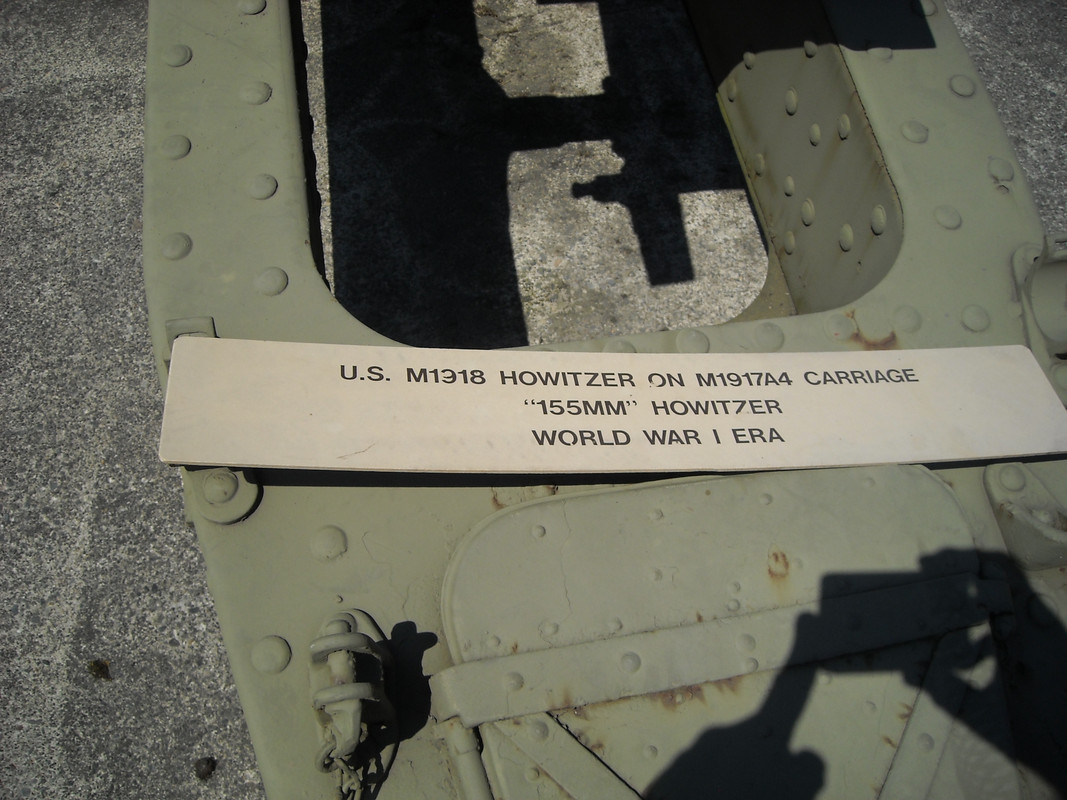 U.S. M1918 HOWITZER ON M1917A4 CARRIAGE
“155MM” HOWITZER
WORLD WAR I ERA